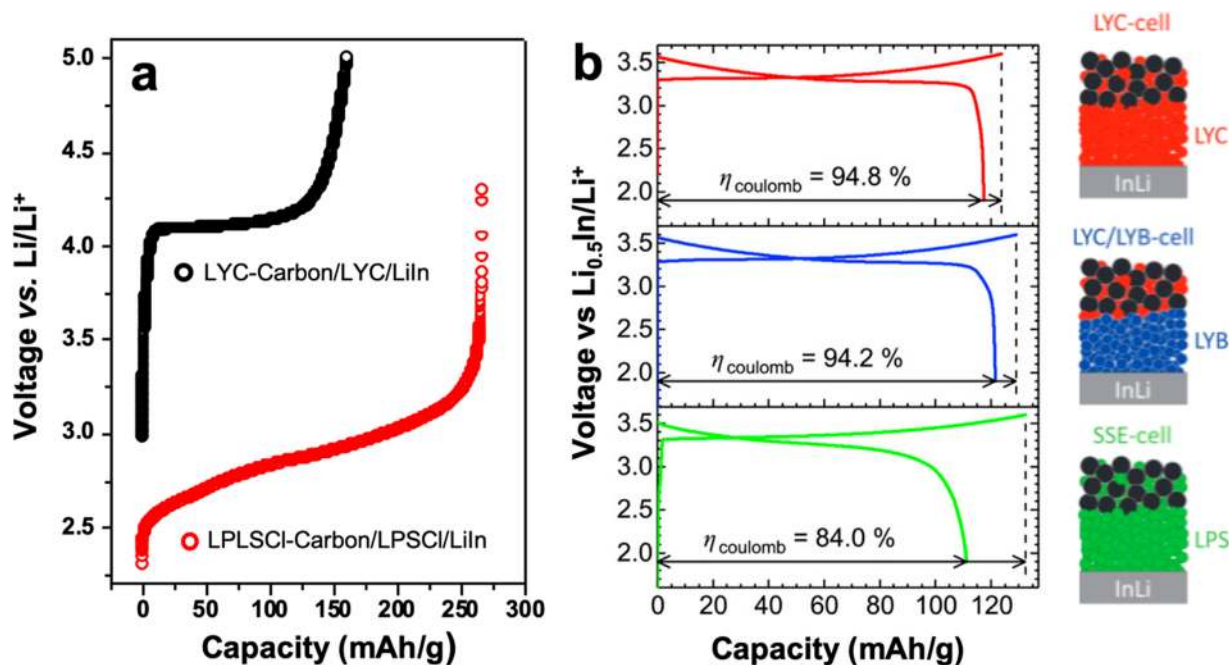 a
5.0
4.5
4.0
3.5
3.0
2.5
Voltage vs. Li/Li⁺
LYC-Carbon/LYC/LiIn
LPLSCl-Carbon/LPSCl/LiIn
0 50 100 150 200 250 300
Capacity (mAh/g)
b
3.5
3.0
2.5
2.0
η coulomb = 94.8 %
3.5
3.0
2.5
2.0
η coulomb = 94.2 %
3.5
3.0
2.5
2.0
η coulomb = 84.0 %
Voltage vs Li₀.₅In/Li⁺
0 20 40 60 80 100 120
Capacity (mAh/g)
LYC-cell
LYC
InLi
LYC/LYB-cell
LYB
InLi
SSE-cell
LPS
InLi